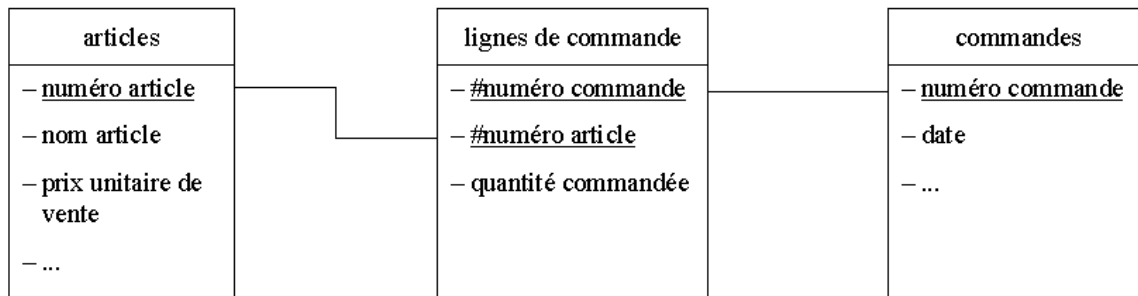 articles
– numéro article
– nom article
– prix unitaire de
vente
– ...
lignes de commande
– #numéro commande
– #numéro article
– quantité commandée
commandes
– numéro commande
– date
– ...